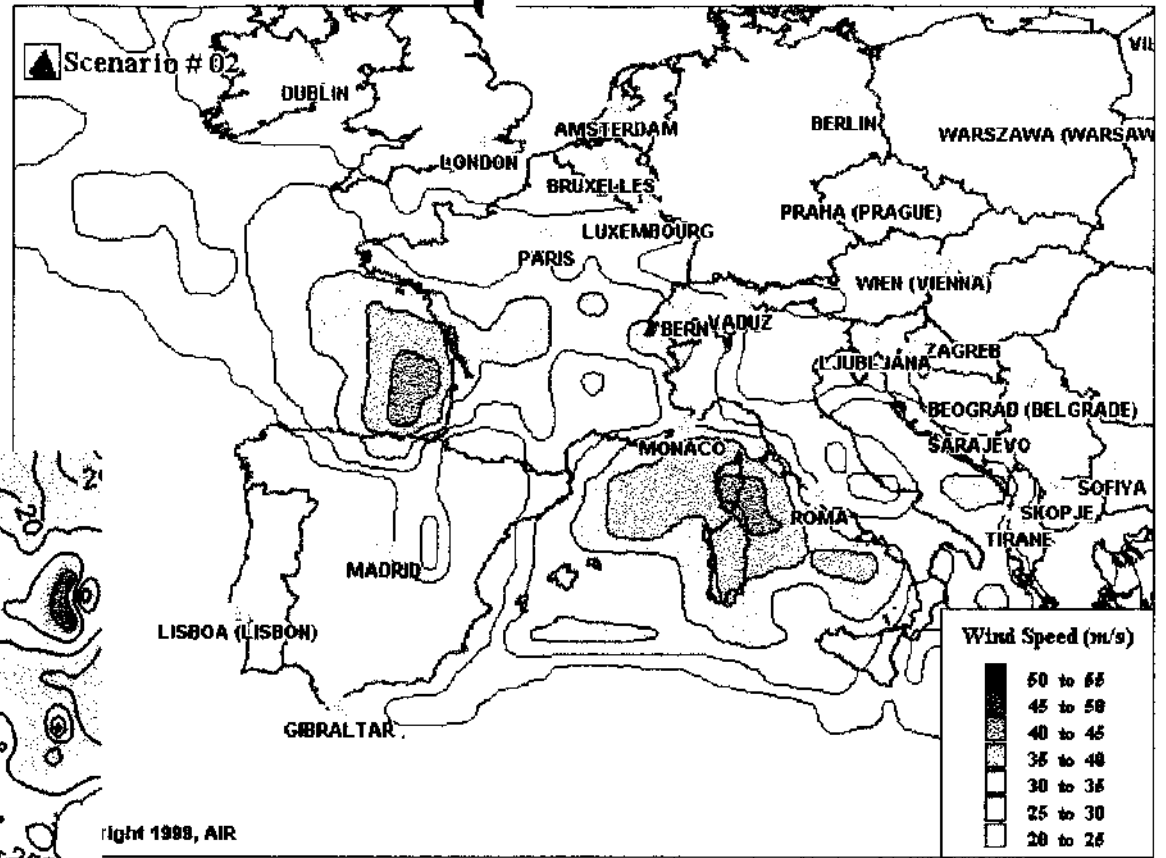 Scenario # 02
VIL
DUBLIN
AMSTERDAM
BERLIN
WARSZAWA (WARSAW
LONDON
BRUXELLES
PRAHA (PRAGUE)
LUXEMBOURG
PARIS
WIEN (VIENNA)
BERN
VADUZ
ZAGREB
LJUBLJANA
BEOGRAD (BELGRADE)
MONACO
SARAJEVO
SOFIYA
SKOPJE
ROMA
TIRANE
MADRID
LISBOA (LISBON)
GIBRALTAR
20
Wind Speed (m/s)
50 to 55
45 to 50
40 to 45
35 to 40
30 to 35
25 to 30
20 to 25
right 1999, AIR